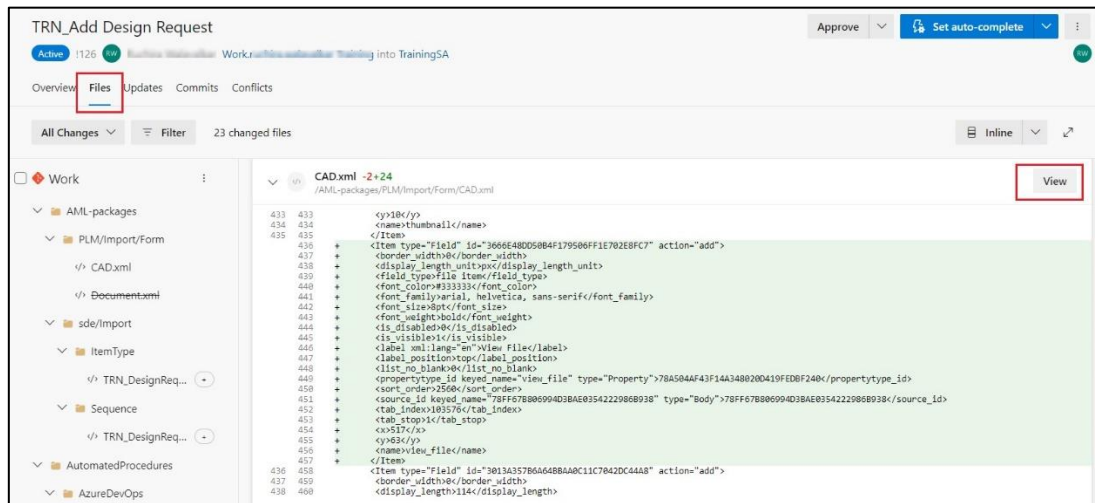 TRN_Add Design Request
Approve
Set auto-complete
Active !126 RW Work. Training into TrainingSA
RW
Overview Files Updates Commits Conflicts
All Changes Filter 23 changed files Inline
Work
AML-packages
PLM/Import/Form
CAD.xml
Document.xml
sde/Import
ItemType
TRN_DesignReq... +
Sequence
TRN_DesignReq... +
AutomatedProcedures
AzureDevOps
CAD.xml -2+24
/AML-packages/PLM/Import/Form/CAD.xml
View
433 433 <y>10</y>
434 434 <name>thumbnail</name>
435 435 </Item>
436 + <Item type="Field" id="3666E48DD50B4F179506FF1E702E8FC7" action="add">
437 + <border_width>0</border_width>
438 + <display_length_unit>px</display_length_unit>
439 + <field_type>file item</field_type>
440 + <font_color>#333333</font_color>
441 + <font_family>arial, helvetica, sans-serif</font_family>
442 + <font_size>8pt</font_size>
443 + <font_weight>bold</font_weight>
444 + <is_disabled>0</is_disabled>
445 + <is_visible>1</is_visible>
446 + <label xml:lang="en">View File</label>
447 + <label_position>top</label_position>
448 + <list_no_blank>0</list_no_blank>
449 + <propertytype_id keyed_name="view_file" type="Property">78A504AF43F14A348020D419FEDBF240</propertytype_id>
450 + <sort_order>2560</sort_order>
451 + <source_id keyed_name="78FF67B806994D3BAE0354222986B938" type="Body">78FF67B806994D3BAE0354222986B938</source_id>
452 + <tab_index>103576</tab_index>
453 + <tab_stop>1</tab_stop>
454 + <x>517</x>
455 + <y>63</y>
456 + <name>view_file</name>
457 + </Item>
436 458 <Item type="Field" id="3013A357B6A64BBAA0C11C7042DC44A8" action="add">
437 459 <border_width>0</border_width>
438 460 <display_length>114</display_length>